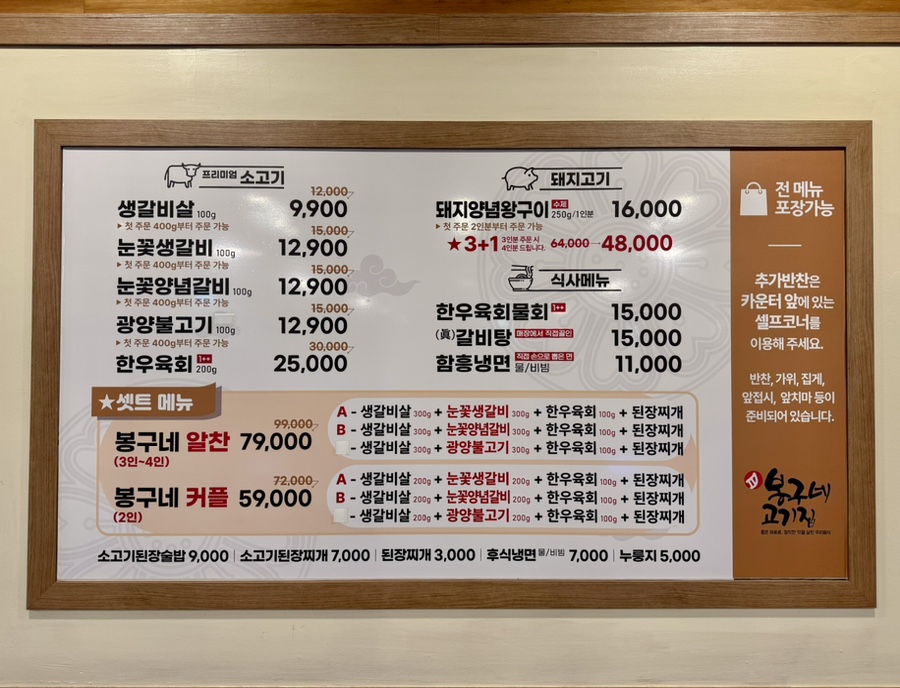 프리미엄 소고기
12,000
생갈비살 100g 9,900
▶ 첫 주문 400g부터 주문 가능
15,000
눈꽃생갈비 100g 12,900
▶ 첫 주문 400g부터 주문 가능
15,000
눈꽃양념갈비 100g 12,900
▶ 첫 주문 400g부터 주문 가능
15,000
광양불고기 100g 12,900
▶ 첫 주문 400g부터 주문 가능
30,000
한우육회 1++ 200g 25,000
돼지고기
돼지양념왕구이 수제 250g/1인분 16,000
▶ 첫 주문 2인분부터 주문 가능
★3+1 3인분 주문 시 4인분 드립니다. 64,000→48,000
식사메뉴
한우육회물회 1++ 15,000
(眞)갈비탕 매장에서 직접끓인 15,000
함흥냉면 직접 손으로 뽑은 면 물/비빔 11,000
★셋트 메뉴
99,000
봉구네 알찬 79,000
(3인~4인)
A - 생갈비살 300g + 눈꽃생갈비 300g + 한우육회 100g + 된장찌개
B - 생갈비살 300g + 눈꽃양념갈비 300g + 한우육회 100g + 된장찌개
- 생갈비살 300g + 광양불고기 300g + 한우육회 100g + 된장찌개
72,000
봉구네 커플 59,000
(2인)
A - 생갈비살 200g + 눈꽃생갈비 200g + 한우육회 100g + 된장찌개
B - 생갈비살 200g + 눈꽃양념갈비 200g + 한우육회 100g + 된장찌개
- 생갈비살 200g + 광양불고기 200g + 한우육회 100g + 된장찌개
소고기된장술밥 9,000 | 소고기된장찌개 7,000 | 된장찌개 3,000 | 후식냉면 물/비빔 7,000 | 누룽지 5,000
전 메뉴
포장가능
추가반찬은
카운터 앞에 있는
셀프코너를
이용해 주세요.
반찬, 가위, 집게,
앞접시, 앞치마 등이
준비되어 있습니다.
봉구네
고기집